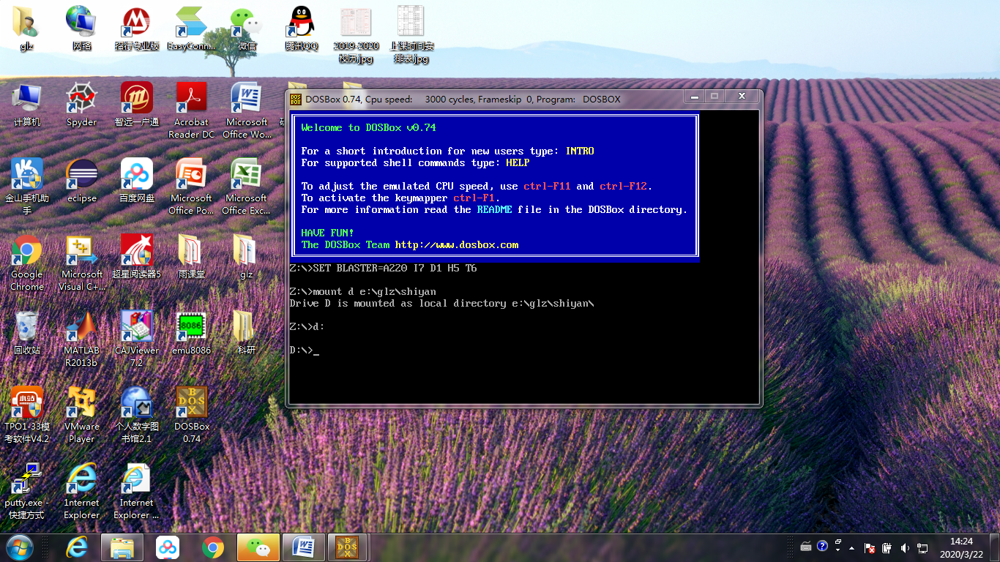 glz
网络
招行专业版
EasyConn...
微信
腾讯QQ
2019-2020
校历.jpg
上课时间安
排表.jpg
计算机
Spyder
智远一户通
Acrobat
Reader DC
Microsoft
Office Wo...
金山手机助
手
eclipse
百度网盘
Microsoft
Office Po...
Microsoft
Office Exc...
Google
Chrome
Microsoft
Visual C+...
超星阅读器5
雨课堂
glz
回收站
MATLAB
R2013b
CAJViewer
7.2
8086
emu8086
科研
小站
TPO1-33模
考软件V4.2
VMware
Player
个人数字图
书馆2.1
DOSBox
0.74
putty.exe -
快捷方式
1nternet
Explorer
Internet
Explorer ...
DOSBox 0.74, Cpu speed: 3000 cycles, Frameskip 0, Program: DOSBOX
Welcome to DOSBox v0.74
For a short introduction for new users type: INTRO
For supported shell commands type: HELP
To adjust the emulated CPU speed, use ctrl-F11 and ctrl-F12.
To activate the keymapper ctrl-F1.
For more information read the README file in the DOSBox directory.
HAVE FUN!
The DOSBox Team http://www.dosbox.com
Z:\>SET BLASTER=A220 I7 D1 H5 T6
Z:\>mount d e:\glz\shiyan
Drive D is mounted as local directory e:\glz\shiyan\
Z:\>d:
D:\>_
14:24
2020/3/22